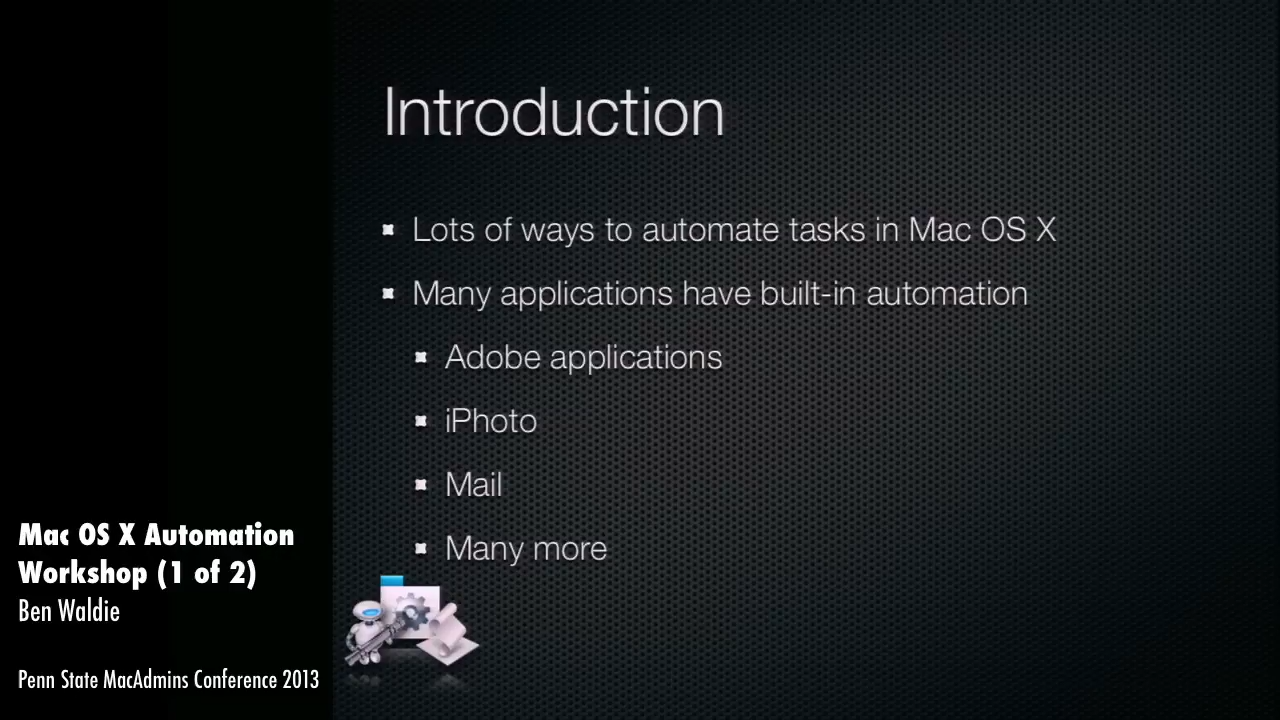 Introduction
Lots of ways to automate tasks in Mac OS X
Many applications have built-in automation
Adobe applications
iPhoto
Mail
Many more
Mac OS X Automation
Workshop (1 of 2)
Ben Waldie
Penn State MacAdmins Conference 2013